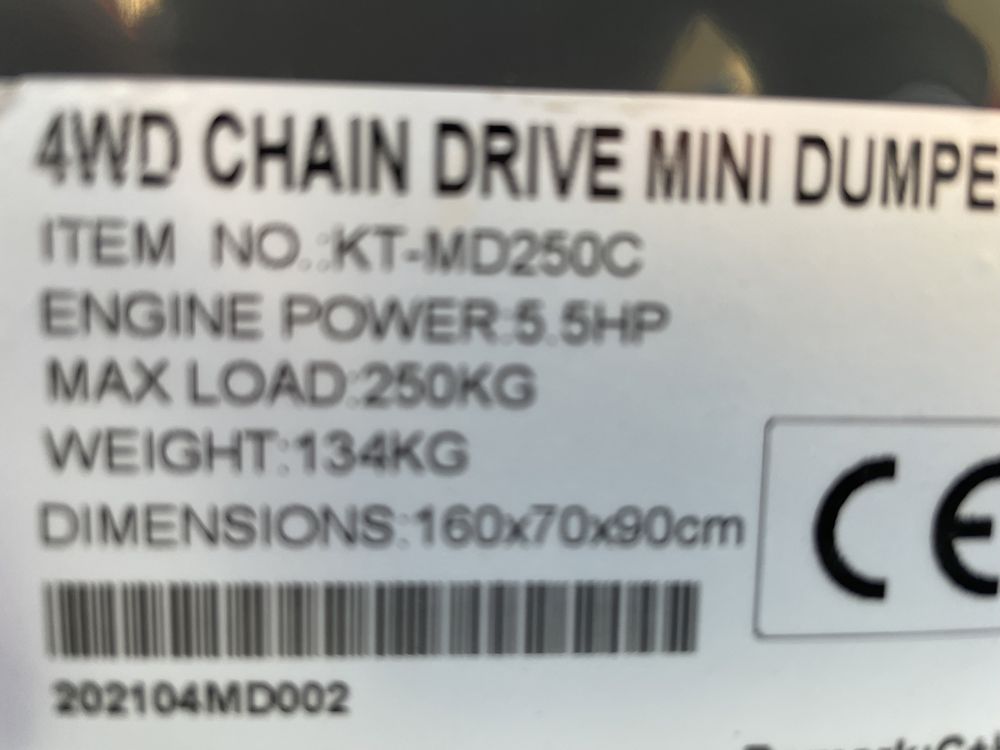 4WD CHAIN DRIVE MINI DUMPE
ITEM NO.:KT-MD250C
ENGINE POWER:5.5HP
MAX LOAD:250KG
WEIGHT:134KG
DIMENSIONS:160x70x90cm
CE
202104MD002